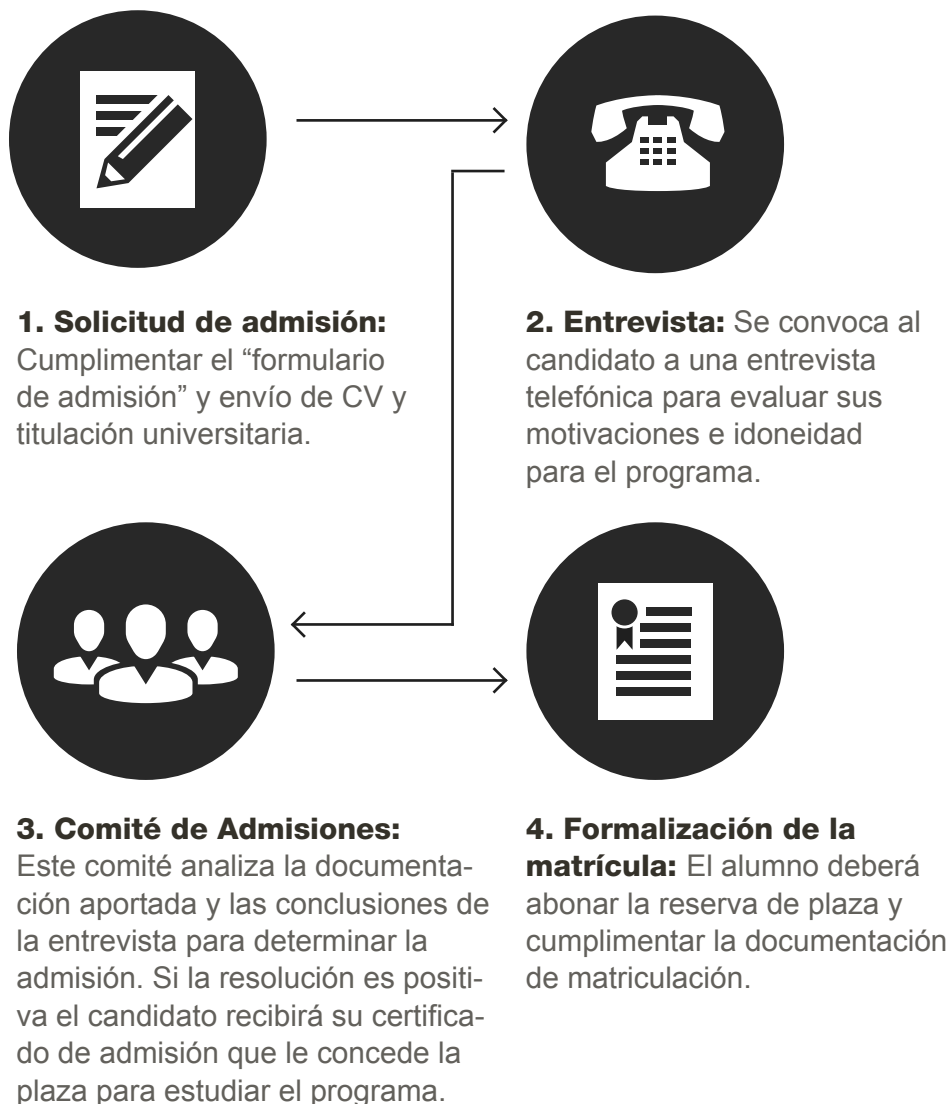 1. Solicitud de admisión:
Cumplimentar el “formulario
de admisión” y envío de CV y
titulación universitaria.
2. Entrevista: Se convoca al
candidato a una entrevista
telefónica para evaluar sus
motivaciones e idoneidad
para el programa.
3. Comité de Admisiones:
Este comité analiza la documenta-
ción aportada y las conclusiones de
la entrevista para determinar la
admisión. Si la resolución es positi-
va el candidato recibirá su certifica-
do de admisión que le concede la
plaza para estudiar el programa.
4. Formalización de la
matrícula: El alumno deberá
abonar la reserva de plaza y
cumplimentar la documentación
de matriculación.